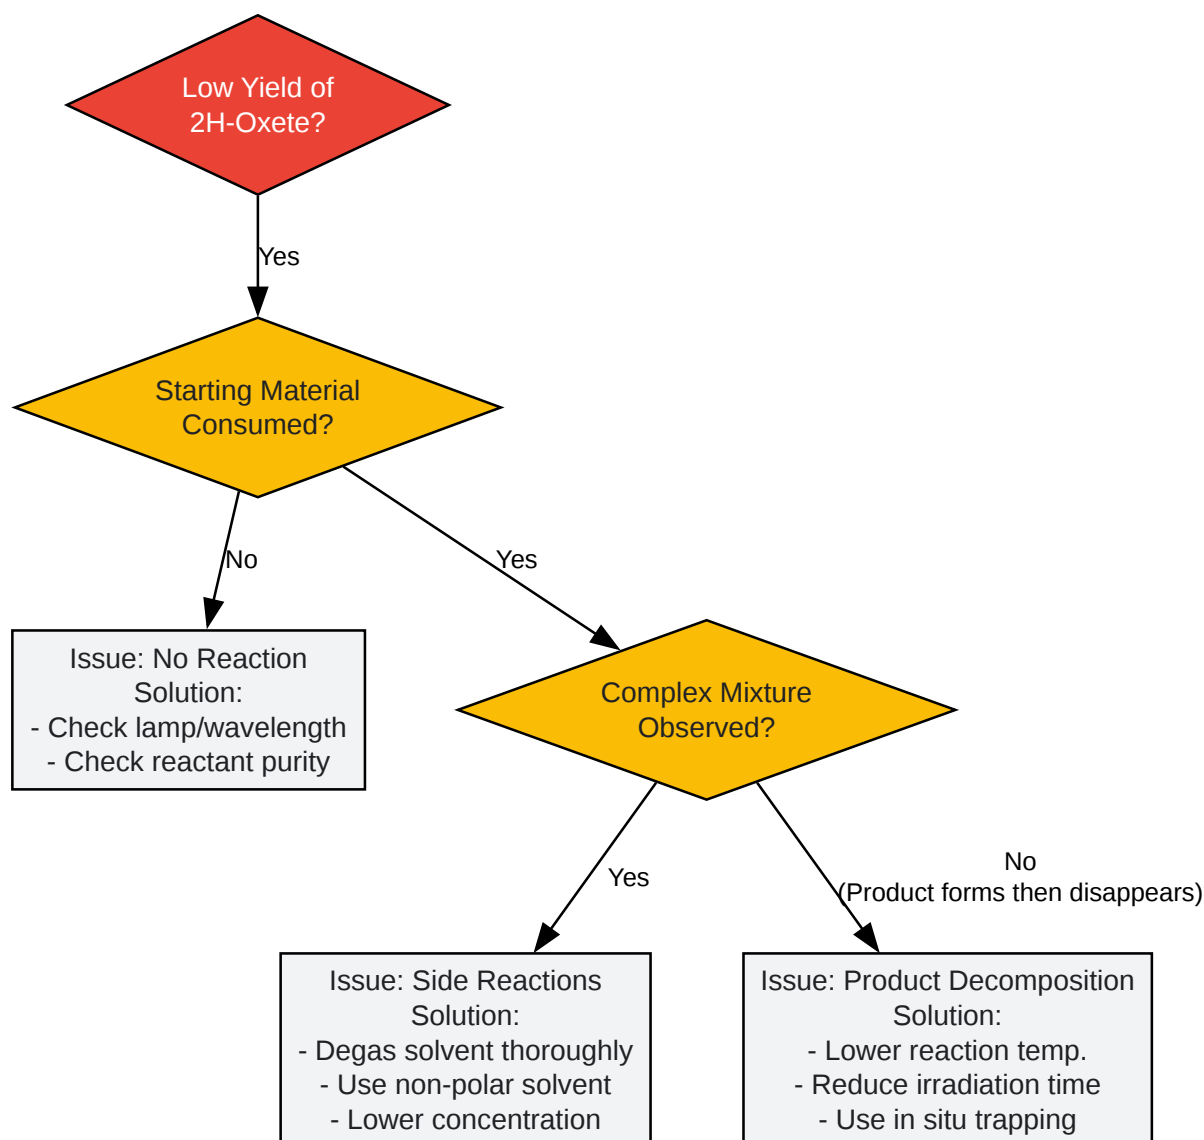 Low Yield of
2H-Oxete?
Yes
Starting Material
Consumed?
No
Yes
Issue: No Reaction
Solution:
- Check lamp/wavelength
- Check reactant purity
Complex Mixture
Observed?
Yes
No
(Product forms then disappears)
Issue: Side Reactions
Solution:
- Degas solvent thoroughly
- Use non-polar solvent
- Lower concentration
Issue: Product Decomposition
Solution:
- Lower reaction temp.
- Reduce irradiation time
- Use in situ trapping